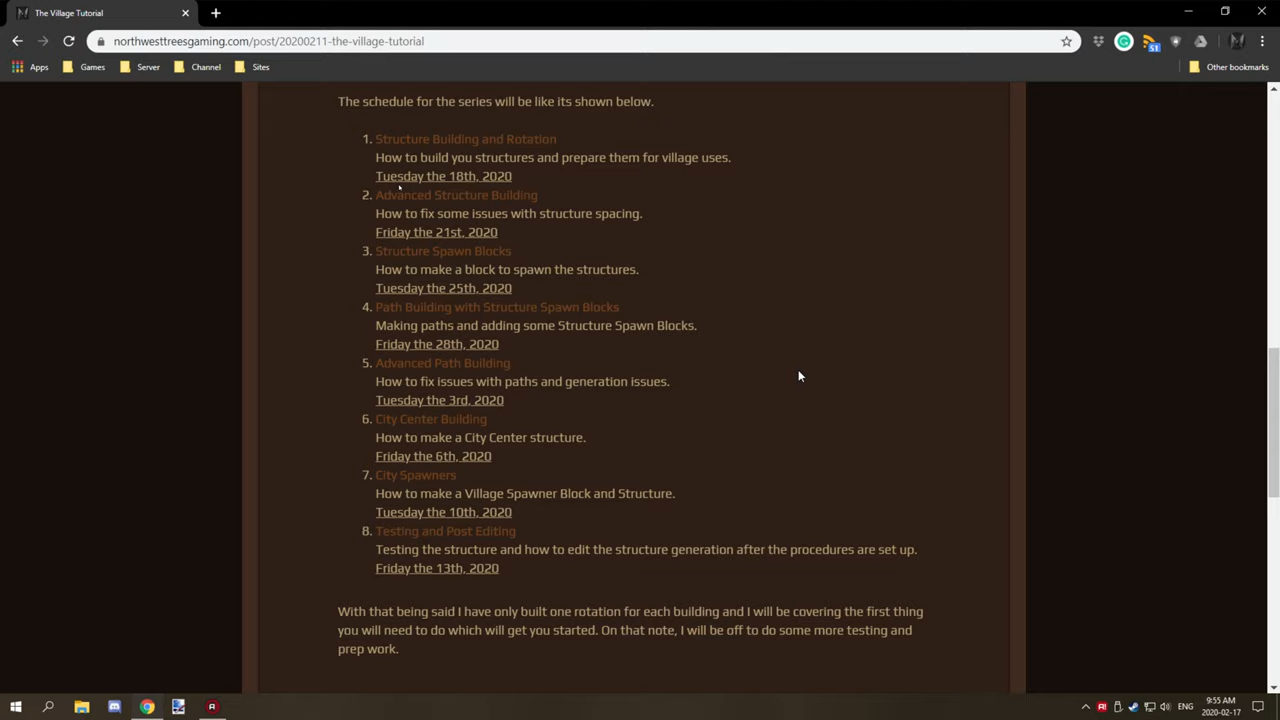 The Village Tutorial
northwesttreesgaming.com/post/20200211-the-village-tutorial
51
Apps Games Server Channel Sites Other bookmarks
The schedule for the series will be like its shown below.
1. Structure Building and Rotation
How to build you structures and prepare them for village uses.
Tuesday the 18th, 2020
2. Advanced Structure Building
How to fix some issues with structure spacing.
Friday the 21st, 2020
3. Structure Spawn Blocks
How to make a block to spawn the structures.
Tuesday the 25th, 2020
4. Path Building with Structure Spawn Blocks
Making paths and adding some Structure Spawn Blocks.
Friday the 28th, 2020
5. Advanced Path Building
How to fix issues with paths and generation issues.
Tuesday the 3rd, 2020
6. City Center Building
How to make a City Center structure.
Friday the 6th, 2020
7. City Spawners
How to make a Village Spawner Block and Structure.
Tuesday the 10th, 2020
8. Testing and Post Editing
Testing the structure and how to edit the structure generation after the procedures are set up.
Friday the 13th, 2020
With that being said I have only built one rotation for each building and I will be covering the first thing
you will need to do which will get you started. On that note, I will be off to do some more testing and
prep work.
ENG
9:55 AM
2020-02-17